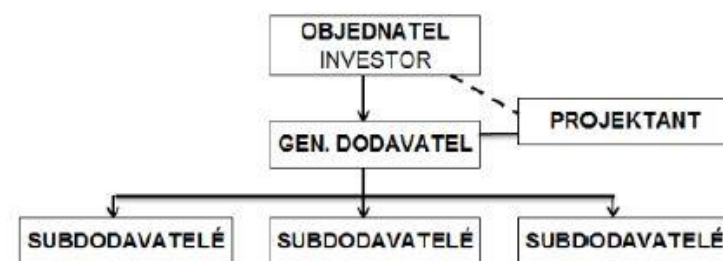 OBJEDNATEL
INVESTOR
PROJEKTANT
GEN. DODAVATEL
SUBDODAVATELÉ
SUBDODAVATELÉ
SUBDODAVATELÉ